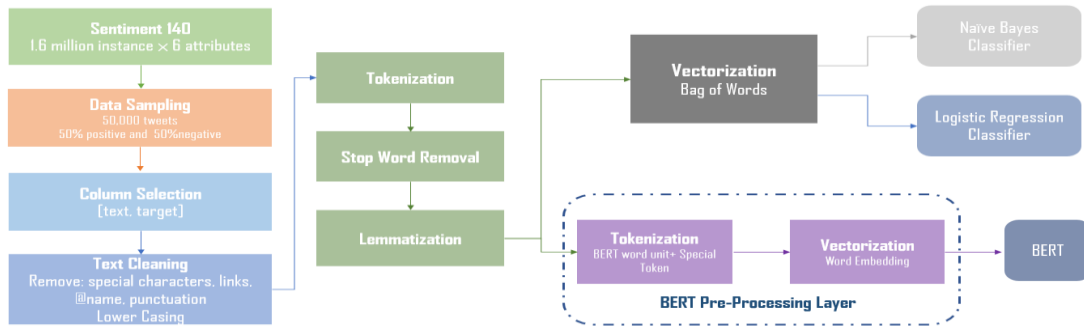 Sentiment 140
1.6 million instance × 6 attributes
Data Sampling
50,000 tweets
50% positive and 50%negative
Column Selection
[text, target]
Text Cleaning
Remove: special characters, links,
@name, punctuation
Lower Casing
Tokenization
Stop Word Removal
Lemmatization
Vectorization
Bag of Words
Naïve Bayes
Classifier
Logistic Regression
Classifier
Tokenization
BERT word unit+ Special
Token
Vectorization
Word Embedding
BERT Pre-Processing Layer
BERT